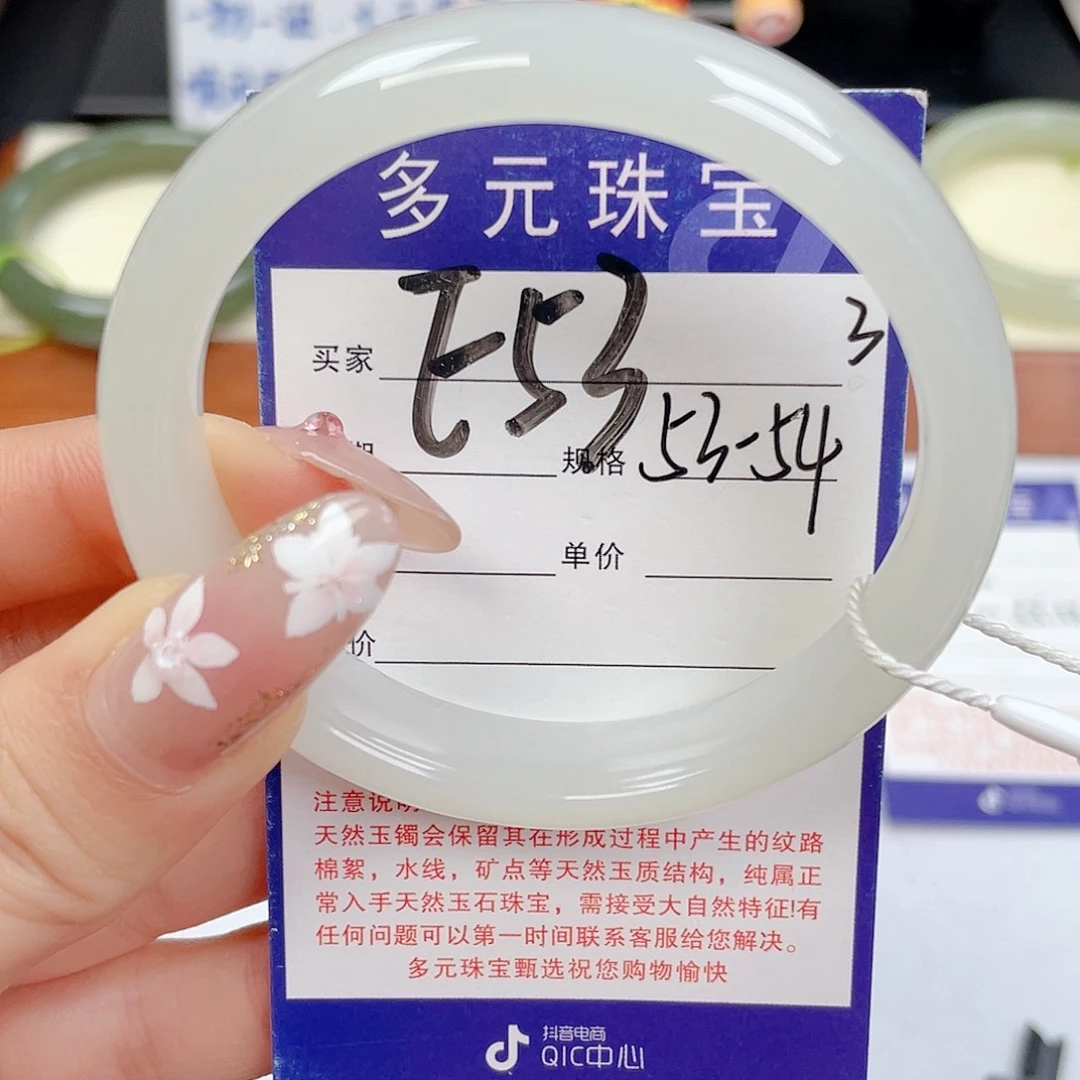 多元珠宝
E53
3
买家
规格 53-54
单价
价
注意说明
天然玉镯会保留其在形成过程中产生的纹路
棉絮，水线，矿点等天然玉质结构，纯属正
常入手天然玉石珠宝，需接受大自然特征!有
任何问题可以第一时间联系客服给您解决。
多元珠宝甄选祝您购物愉快
抖音电商
QIC中心